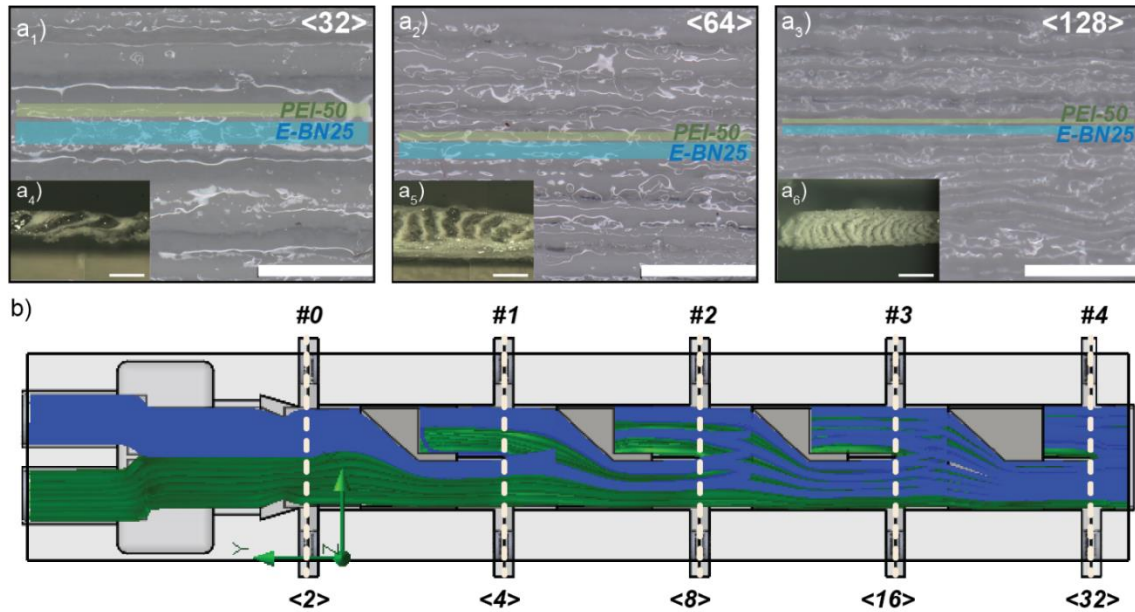 a₁) <32>
PEI-50
E-BN25
a₄)
a₂) <64>
PEI-50
E-BN25
a₅)
a₃) <128>
PEI-50
E-BN25
a₆)
b)
#0 #1 #2 #3 #4
Y Z
<2> <4> <8> <16> <32>